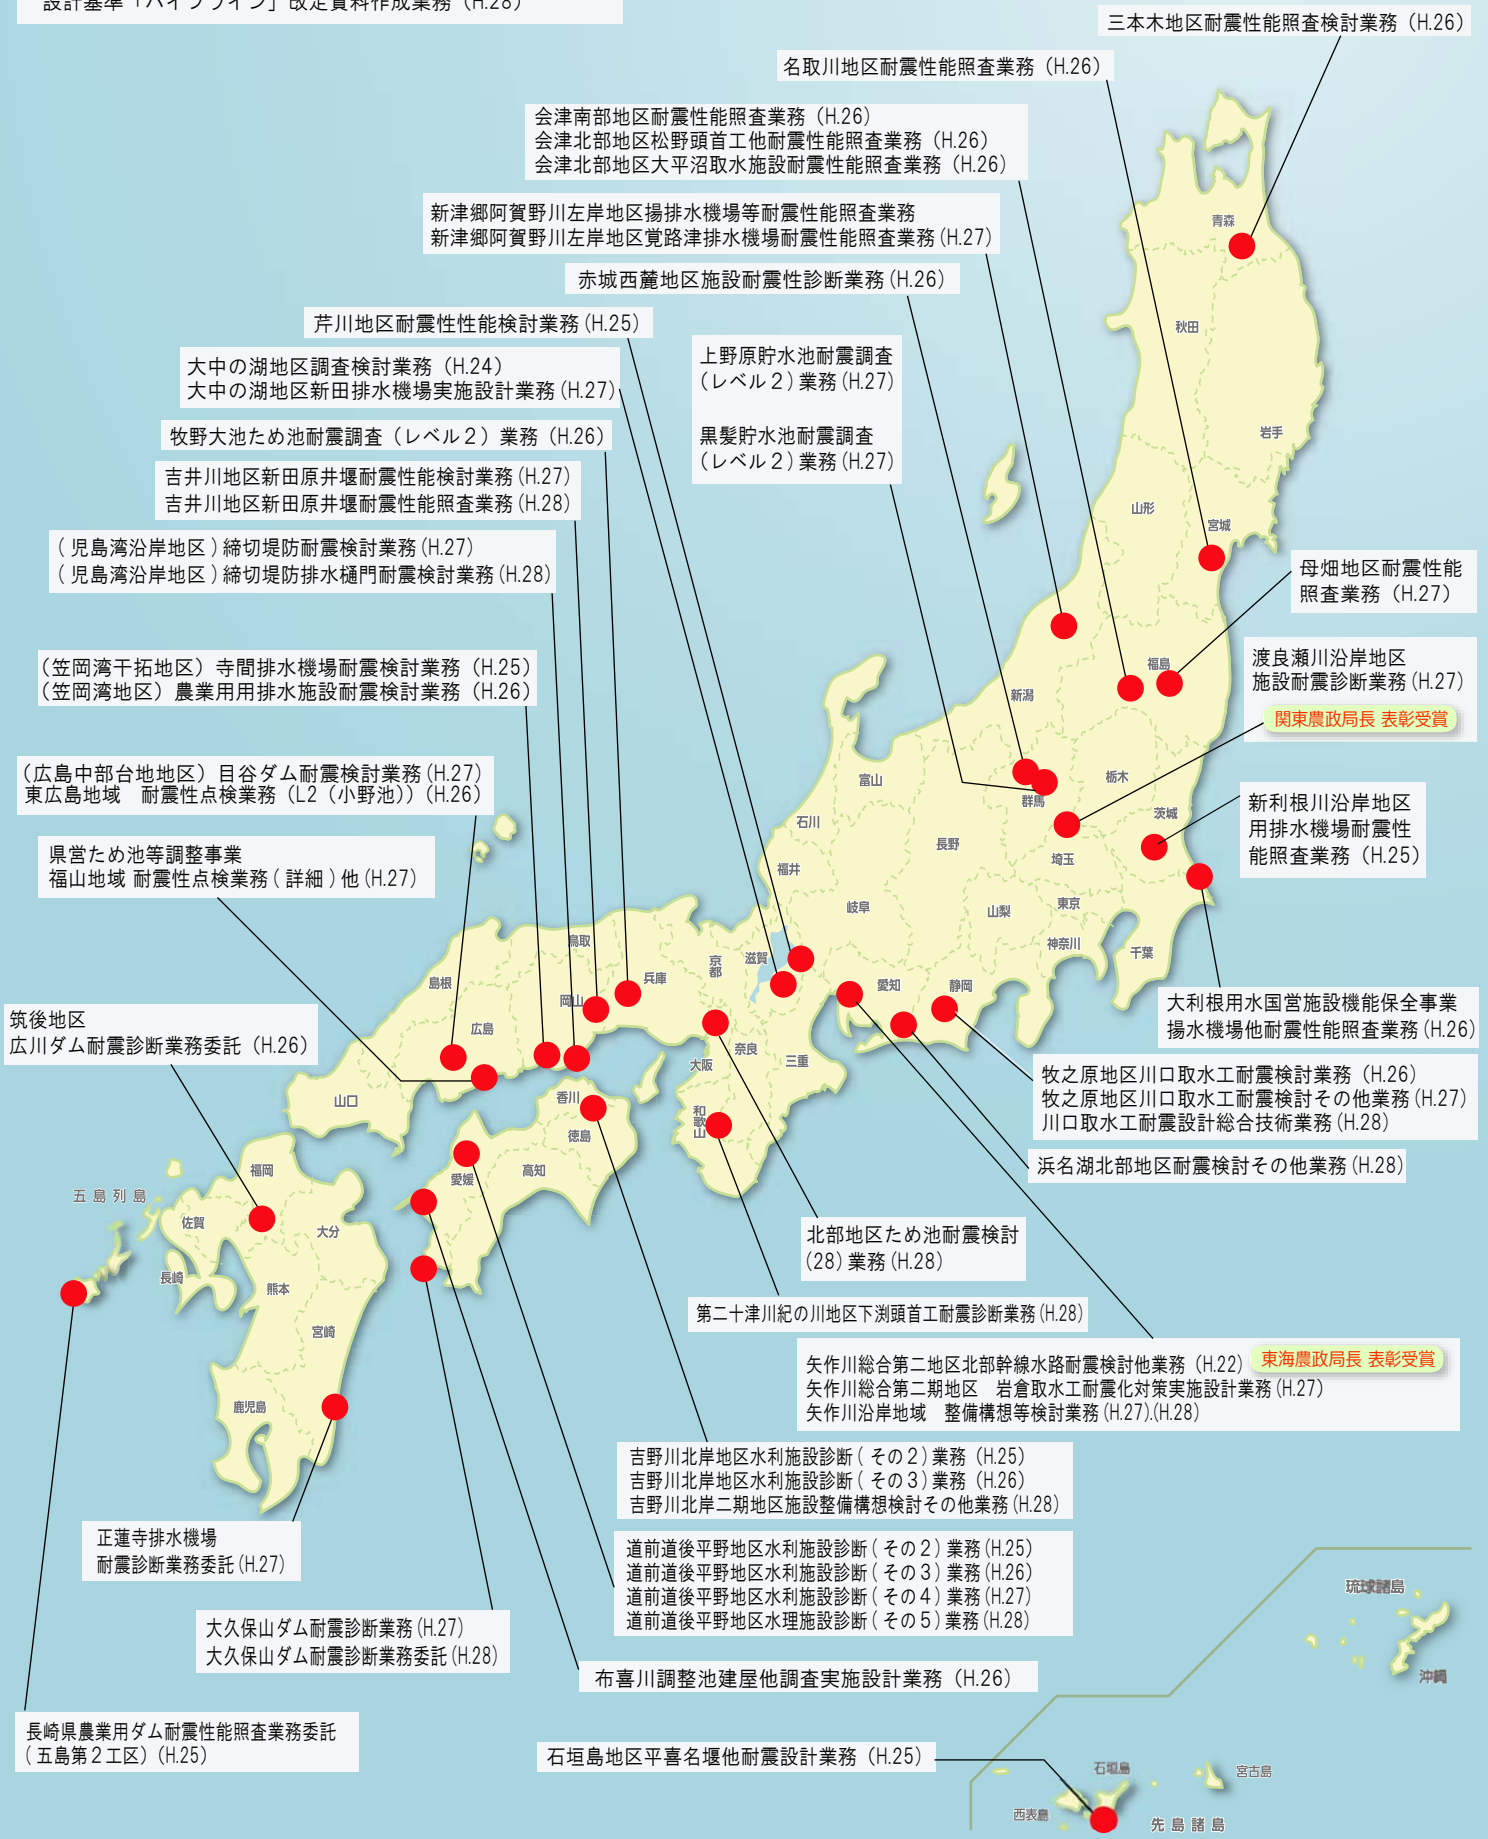 設計基準「パイプライン」改定資料作成業務 (H.28)
三本木地区耐震性能照査検討業務 (H.26)
名取川地区耐震性能照査業務 (H.26)
会津南部地区耐震性能照査業務 (H.26)
会津北部地区松野頭首工他耐震性能照査業務 (H.26)
会津北部地区大平沼取水施設耐震性能照査業務 (H.26)
新津郷阿賀野川左岸地区揚排水機場等耐震性能照査業務
新津郷阿賀野川左岸地区覚路津排水機場耐震性能照査業務 (H.27)
赤城西麓地区施設耐震性診断業務 (H.26)
芹川地区耐震性性能検討業務 (H.25)
大中の湖地区調査検討業務 (H.24)
大中の湖地区新田排水機場実施設計業務 (H.27)
上野原貯水池耐震調査
(レベル2) 業務 (H.27)
黒髪貯水池耐震調査
(レベル2) 業務 (H.27)
牧野大池ため池耐震調査（レベル2）業務 (H.26)
吉井川地区新田原井堰耐震性能検討業務 (H.27)
吉井川地区新田原井堰耐震性能照査業務 (H.28)
( 児島湾沿岸地区 ) 締切堤防耐震検討業務 (H.27)
( 児島湾沿岸地区 ) 締切堤防排水樋門耐震検討業務 (H.28)
母畑地区耐震性能
照査業務 (H.27)
(笠岡湾干拓地区）寺間排水機場耐震検討業務 (H.25)
(笠岡湾地区）農業用用排水施設耐震検討業務 (H.26)
渡良瀬川沿岸地区
施設耐震診断業務 (H.27)
関東農政局長 表彰受賞
(広島中部台地地区）目谷ダム耐震検討業務 (H.27)
東広島地域　耐震性点検業務（L2（小野池））(H.26)
新利根川沿岸地区
用排水機場耐震性
能照査業務 (H.25)
県営ため池等調整事業
福山地域 耐震性点検業務 ( 詳細 ) 他 (H.27)
大利根用水国営施設機能保全事業
揚水機場他耐震性能照査業務 (H.26)
筑後地区
広川ダム耐震診断業務委託 (H.26)
牧之原地区川口取水工耐震検討業務 (H.26)
牧之原地区川口取水工耐震検討その他業務 (H.27)
川口取水工耐震設計総合技術業務 (H.28)
浜名湖北部地区耐震検討その他業務 (H.28)
北部地区ため池耐震検討
(28) 業務 (H.28)
第二十津川紀の川地区下渕頭首工耐震診断業務 (H.28)
矢作川総合第二地区北部幹線水路耐震検討他業務 (H.22)
東海農政局長 表彰受賞
矢作川総合第二期地区　岩倉取水工耐震化対策実施設計業務 (H.27)
矢作川沿岸地域　整備構想等検討業務 (H.27).(H.28)
吉野川北岸地区水利施設診断 ( その2 ) 業務 (H.25)
吉野川北岸地区水利施設診断 ( その3 ) 業務 (H.26)
吉野川北岸二期地区施設整備構想検討その他業務 (H.28)
正蓮寺排水機場
耐震診断業務委託 (H.27)
道前道後平野地区水利施設診断 ( その2 ) 業務 (H.25)
道前道後平野地区水利施設診断 ( その3 ) 業務 (H.26)
道前道後平野地区水利施設診断 ( その4 ) 業務 (H.27)
道前道後平野地区水理施設診断 ( その5 ) 業務 (H.28)
大久保山ダム耐震診断業務 (H.27)
大久保山ダム耐震診断業務委託 (H.28)
布喜川調整池建屋他調査実施設計業務 (H.26)
長崎県農業用ダム耐震性能照査業務委託
( 五島第2工区) (H.25)
石垣島地区平喜名堰他耐震設計業務 (H.25)
青森
秋田
岩手
山形
宮城
福島
新潟
栃木
群馬
茨城
埼玉
東京
千葉
神奈川
山梨
長野
富山
石川
福井
岐阜
静岡
愛知
滋賀
京都
三重
奈良
大阪
和歌山
兵庫
鳥取
岡山
島根
広島
山口
香川
徳島
愛媛
高知
福岡
佐賀
長崎
大分
熊本
宮崎
鹿児島
五島列島
琉球諸島
沖縄
石垣島
宮古島
西表島
先島諸島